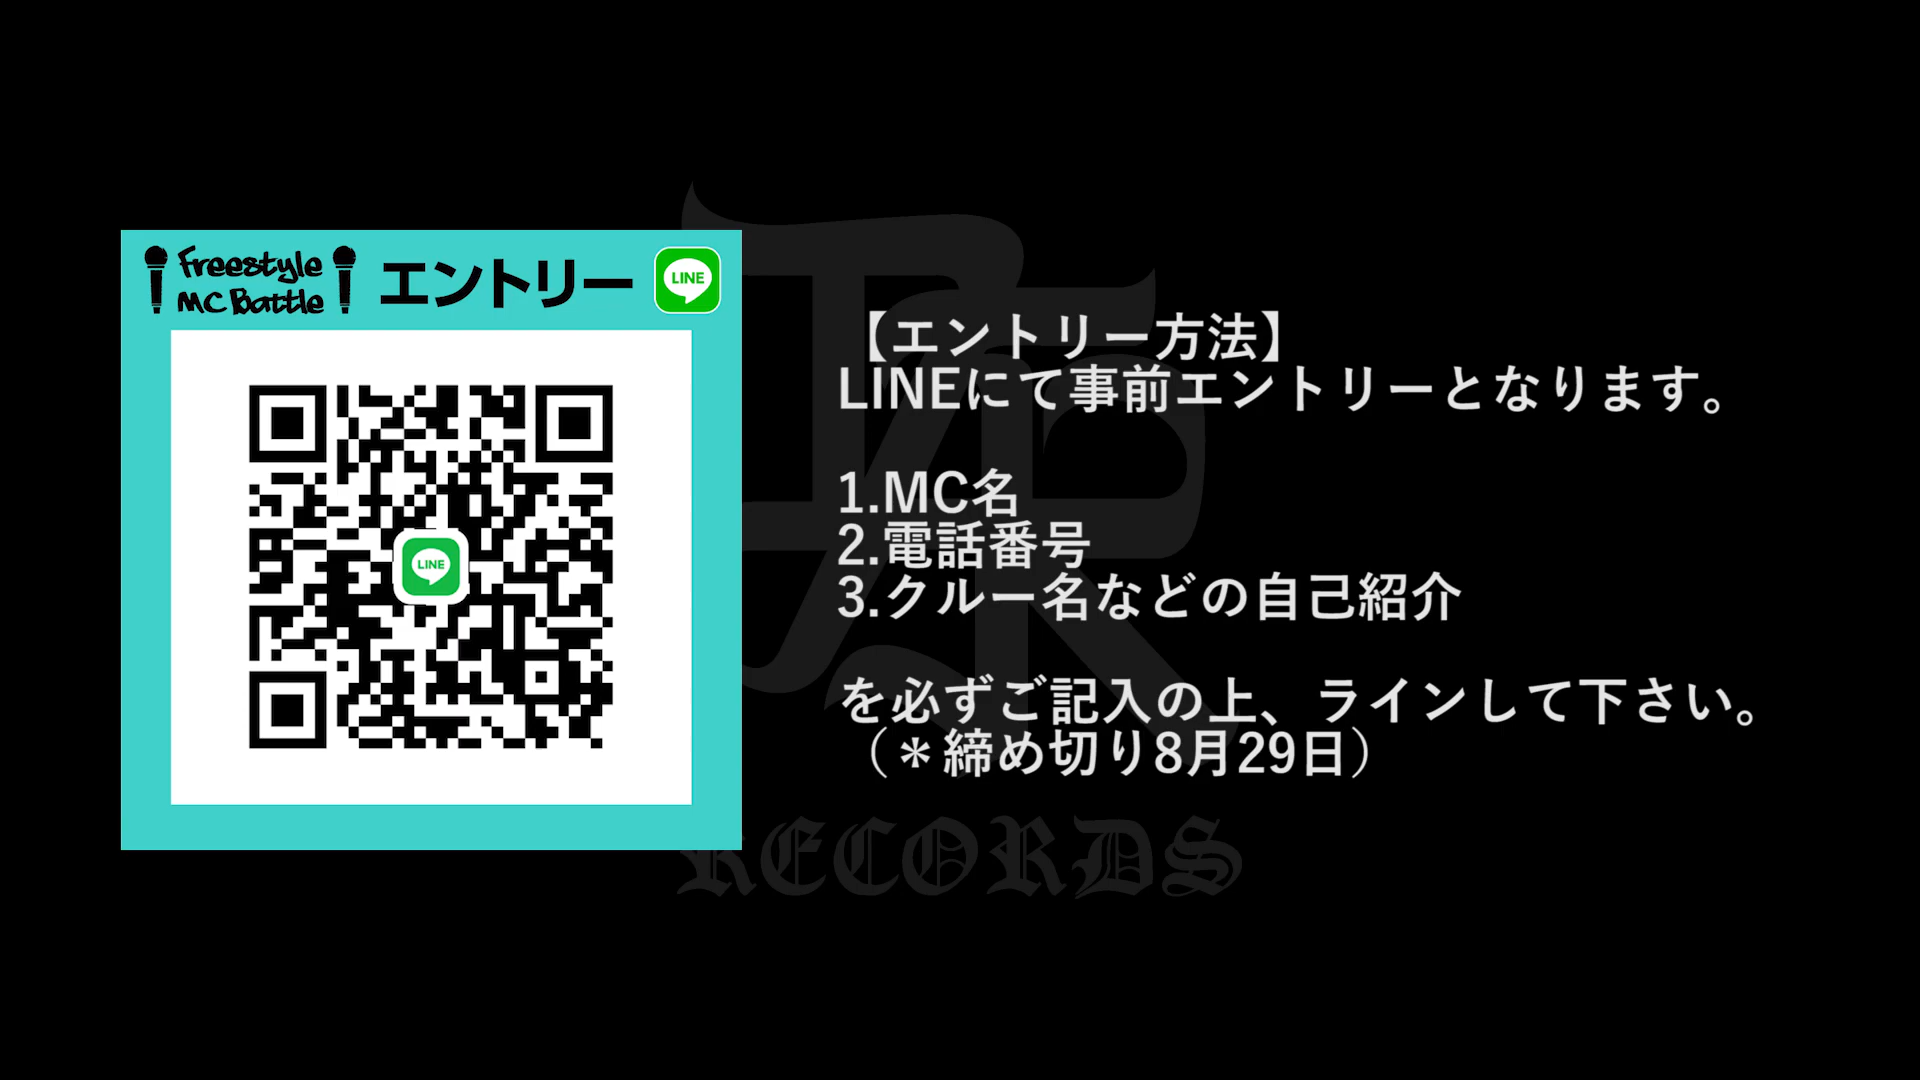 Freestyle
MC Battle
エントリー
LINE
LINE
【エントリー方法】
LINEにて事前エントリーとなります。
1.MC名
2.電話番号
3.クルー名などの自己紹介
を必ずご記入の上、ラインして下さい。
（＊締め切り8月29日）
RECORDS